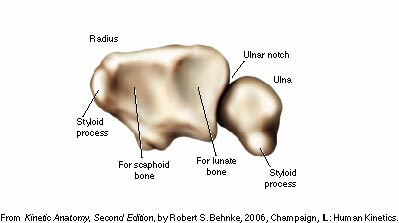 Radius
Ulnar notch
Ulna
Styloid
process
For scaphoid
bone
For lunate
bone
Styloid
process
From Kinetic Anatomy, Second Edition, by Robert S. Behnke, 2006, Champaign, IL: Human Kinetics.